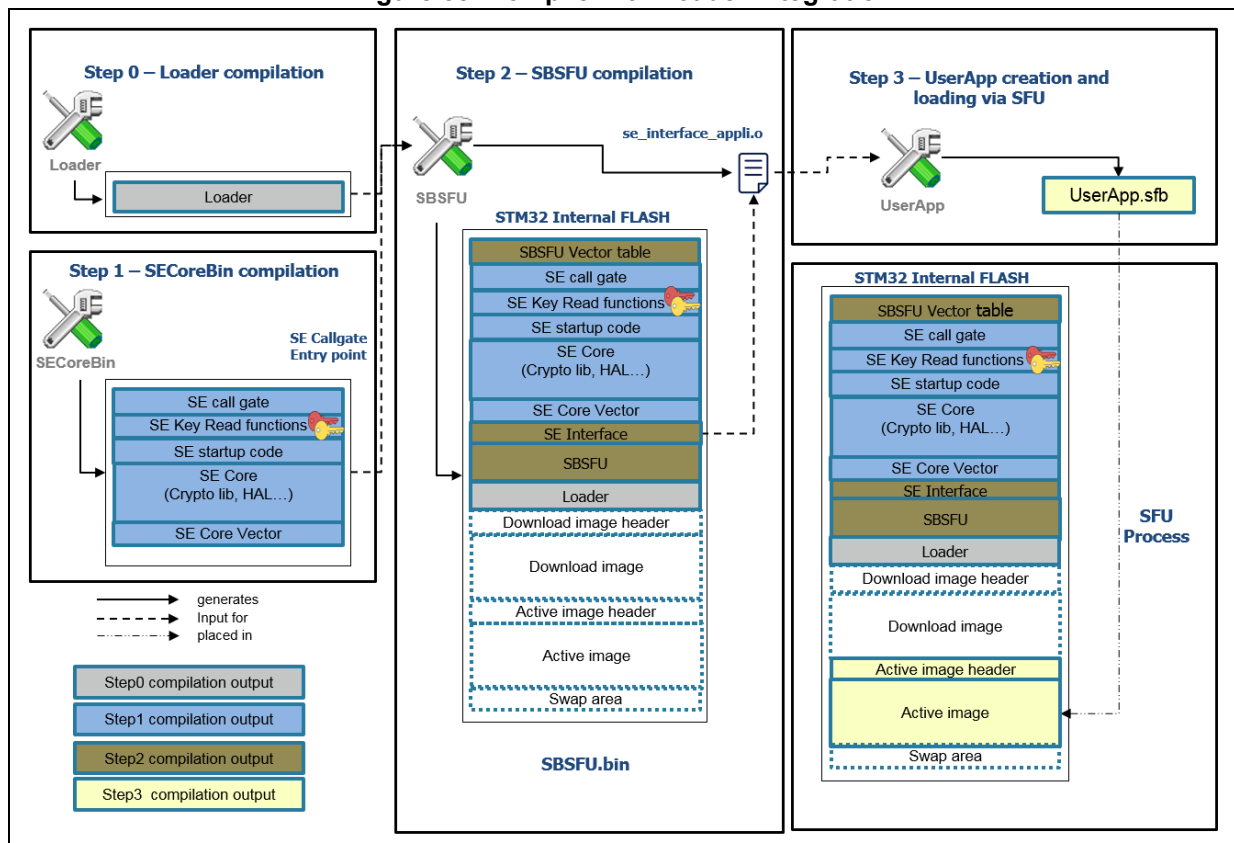 Step 0 – Loader compilation
Loader
Loader
Step 1 – SECoreBin compilation
SECoreBin
SE Callgate
Entry point
SE call gate
SE Key Read functions
SE startup code
SE Core
(Crypto lib, HAL...)
SE Core Vector
generates
Input for
placed in
Step0 compilation output
Step1 compilation output
Step2 compilation output
Step3 compilation output
Step 2 – SBSFU compilation
se_interface_appli.o
SBSFU
STM32 Internal FLASH
SBSFU Vector table
SE call gate
SE Key Read functions
SE startup code
SE Core
(Crypto lib, HAL...)
SE Core Vector
SE Interface
SBSFU
Loader
Download image header
Download image
Active image header
Active image
Swap area
SBSFU.bin
Step 3 – UserApp creation and
loading via SFU
UserApp
UserApp.sfb
STM32 Internal FLASH
SBSFU Vector table
SE call gate
SE Key Read functions
SE startup code
SE Core
(Crypto lib, HAL...)
SE Core Vector
SE Interface
SBSFU
Loader
Download image header
Download image
Active image header
Active image
Swap area
SFU
Process